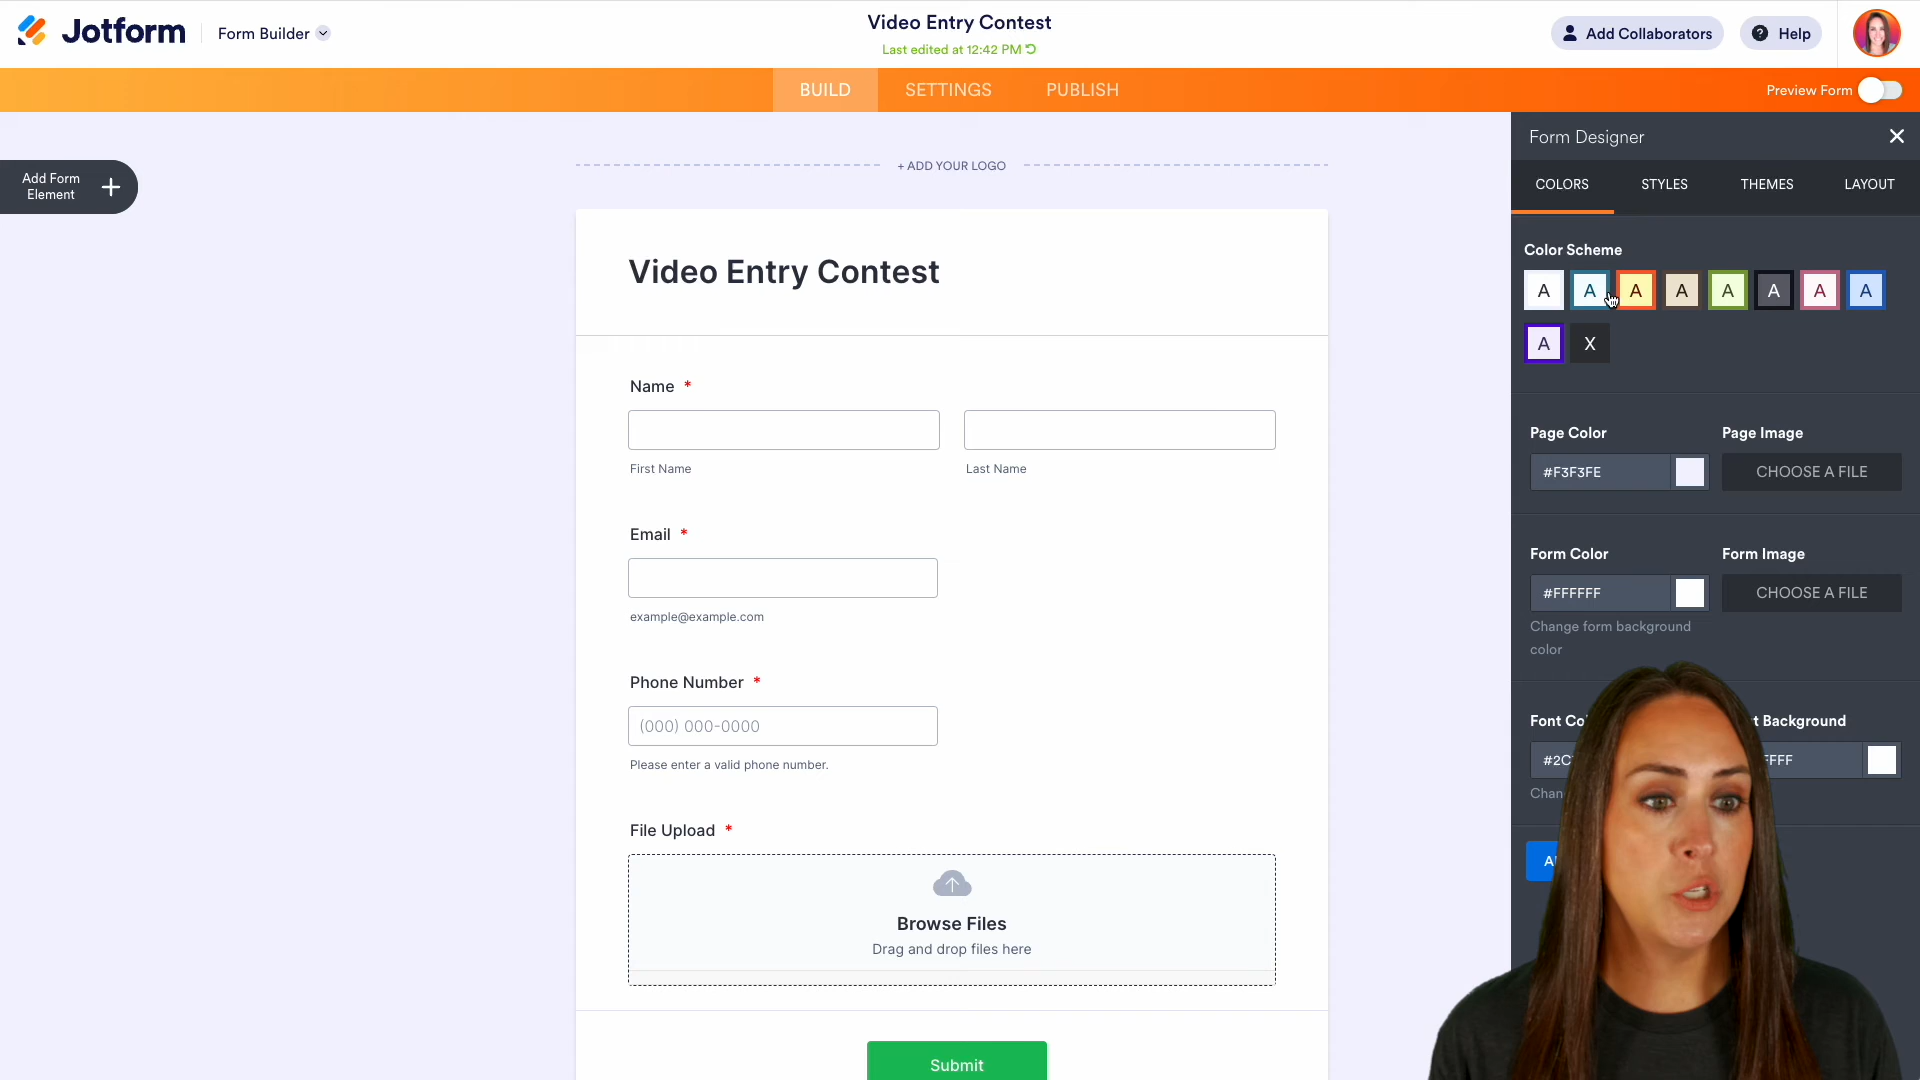 Jotform
Form Builder
Video Entry Contest
Last edited at 12:42 PM
Add Collaborators
Help
BUILD
SETTINGS
PUBLISH
Preview Form
Add Form
Element
+ ADD YOUR LOGO
Video Entry Contest
Name *
First Name
Last Name
Email *
example@example.com
Phone Number *
(000) 000-0000
Please enter a valid phone number.
File Upload *
Browse Files
Drag and drop files here
Submit
Form Designer
COLORS
STYLES
THEMES
LAYOUT
Color Scheme
A A A A A A A A
A X
Page Color
Page Image
#F3F3FE
CHOOSE A FILE
Form Color
Form Image
#FFFFFF
CHOOSE A FILE
Change form background
color
Font
Background